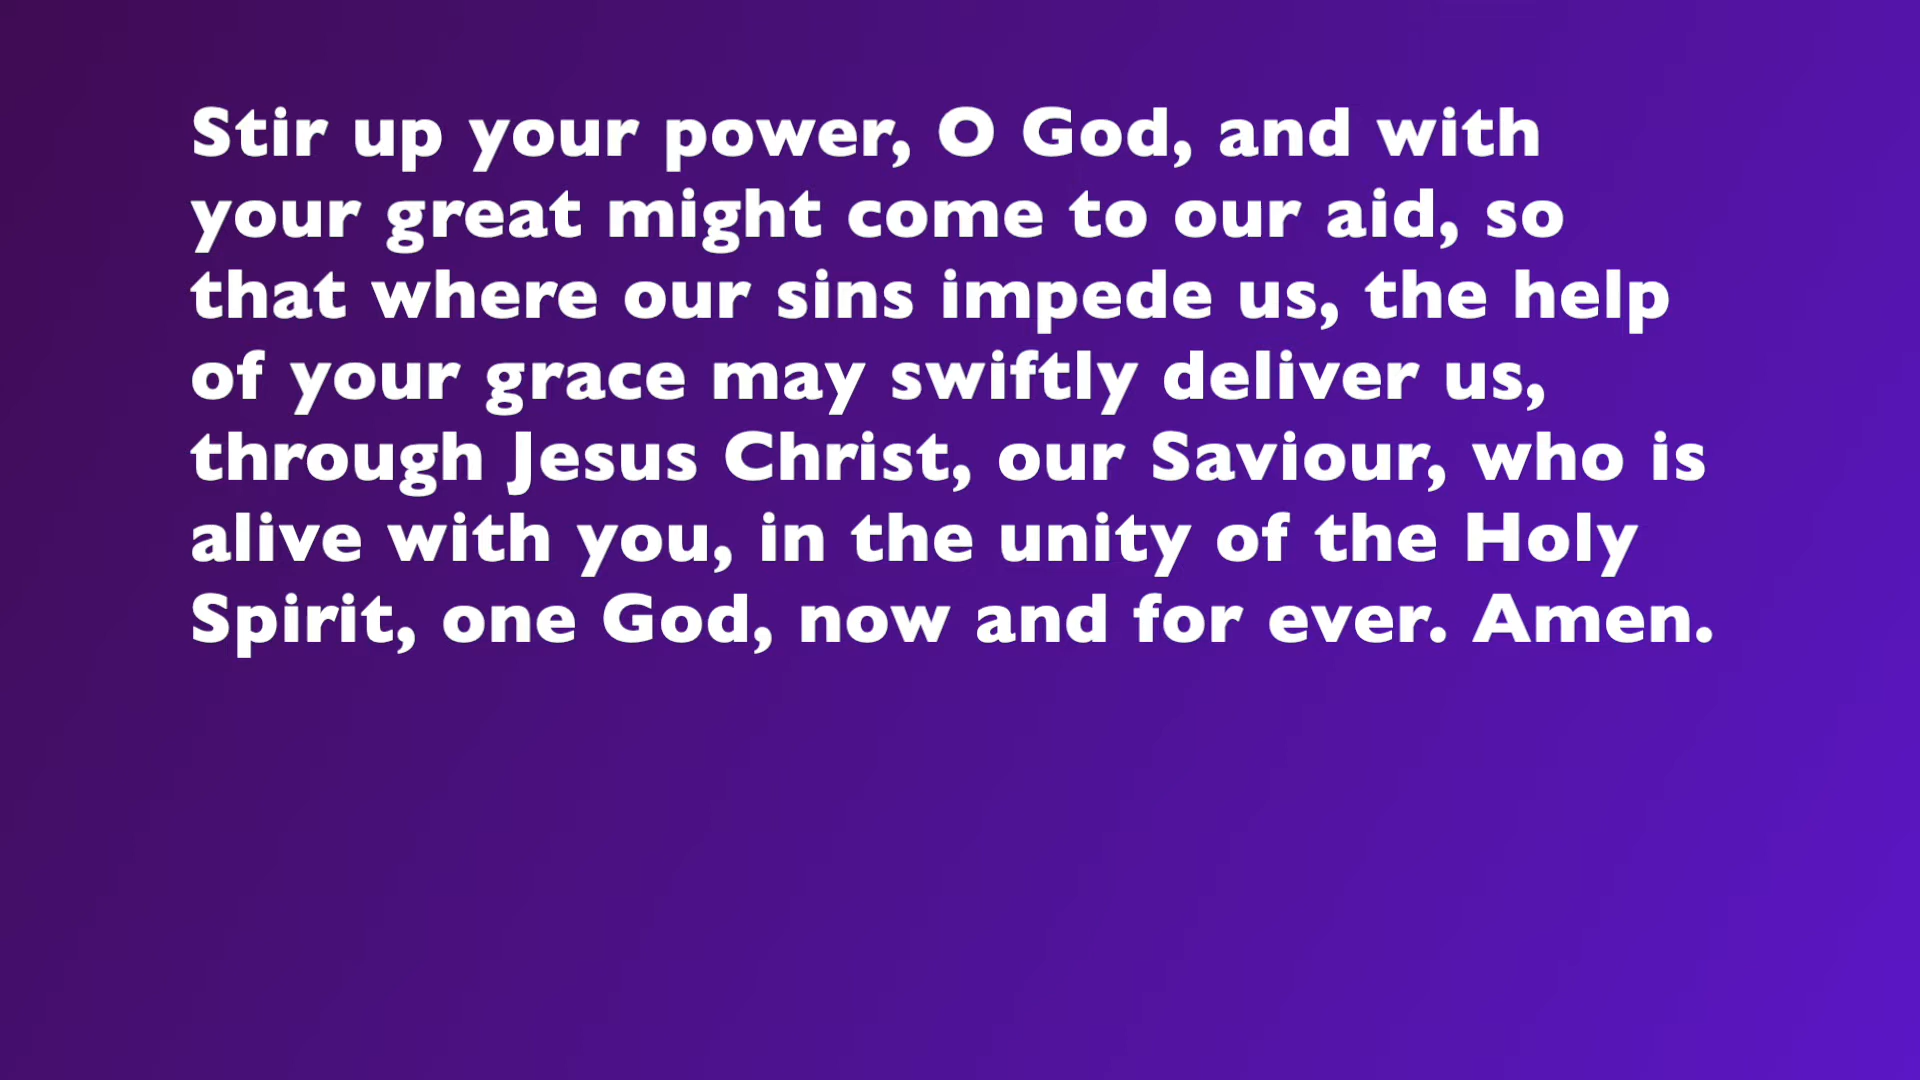 Stir up your power, O God, and with
your great might come to our aid, so
that where our sins impede us, the help
of your grace may swiftly deliver us,
through Jesus Christ, our Saviour, who is
alive with you, in the unity of the Holy
Spirit, one God, now and for ever. Amen.